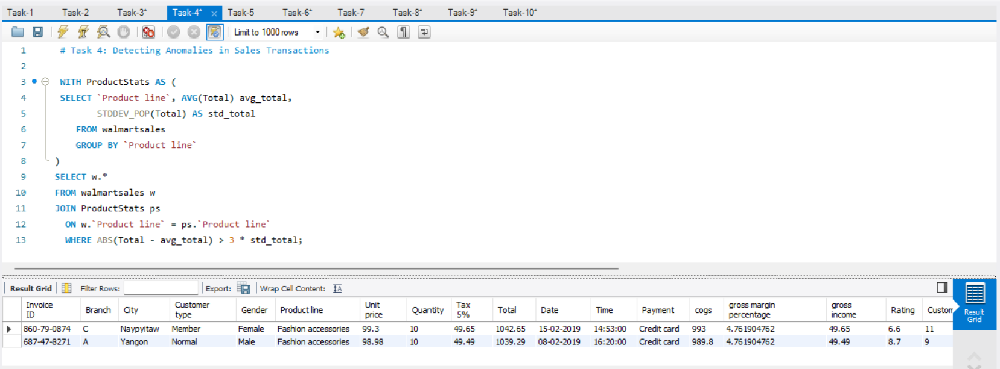 Task-1 Task-2 Task-3* Task-4* × Task-5 Task-6* Task-7 Task-8* Task-9* Task-10*
Limit to 1000 rows
1 # Task 4: Detecting Anomalies in Sales Transactions
2
3 WITH ProductStats AS (
4 SELECT `Product line`, AVG(Total) avg_total,
5 STDDEV_POP(Total) AS std_total
6 FROM walmartsales
7 GROUP BY `Product line`
8 )
9 SELECT w.*
10 FROM walmartsales w
11 JOIN ProductStats ps
12 ON w.`Product line` = ps.`Product line`
13 WHERE ABS(Total - avg_total) > 3 * std_total;
Result Grid Filter Rows: Export: Wrap Cell Content: IA
Invoice ID Branch City Customer type Gender Product line Unit price Quantity Tax 5% Total Date Time Payment cogs gross margin percentage gross income Rating Custom
860-79-0874 C Naypyitaw Member Female Fashion accessories 99.3 10 49.65 1042.65 15-02-2019 14:53:00 Credit card 993 4.761904762 49.65 6.6 11
687-47-8271 A Yangon Normal Male Fashion accessories 98.98 10 49.49 1039.29 08-02-2019 16:20:00 Credit card 989.8 4.761904762 49.49 8.7 9
Result
Grid